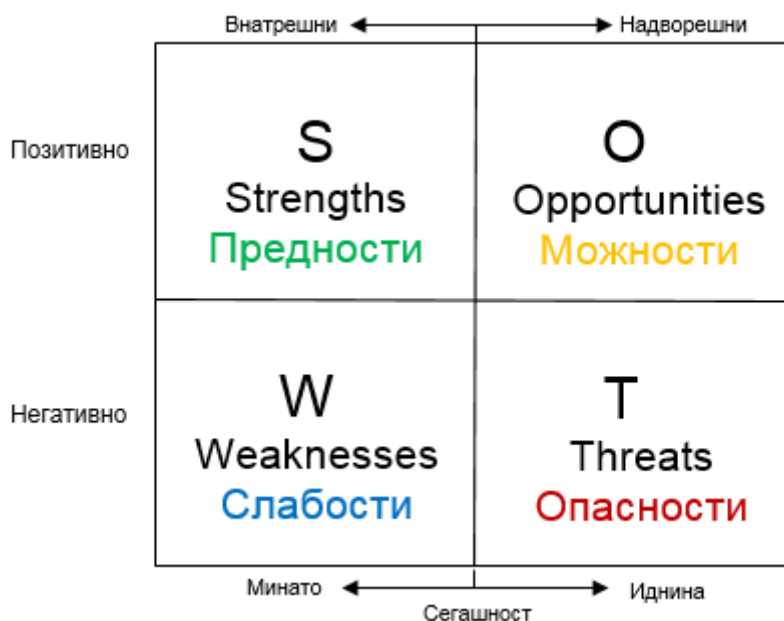 Внатрешни
Надворешни
Позитивно
S
Strengths
Предности
O
Opportunities
Можности
Негативно
W
Weaknesses
Слабости
T
Threats
Опасности
Минато
Сегашност
Иднина